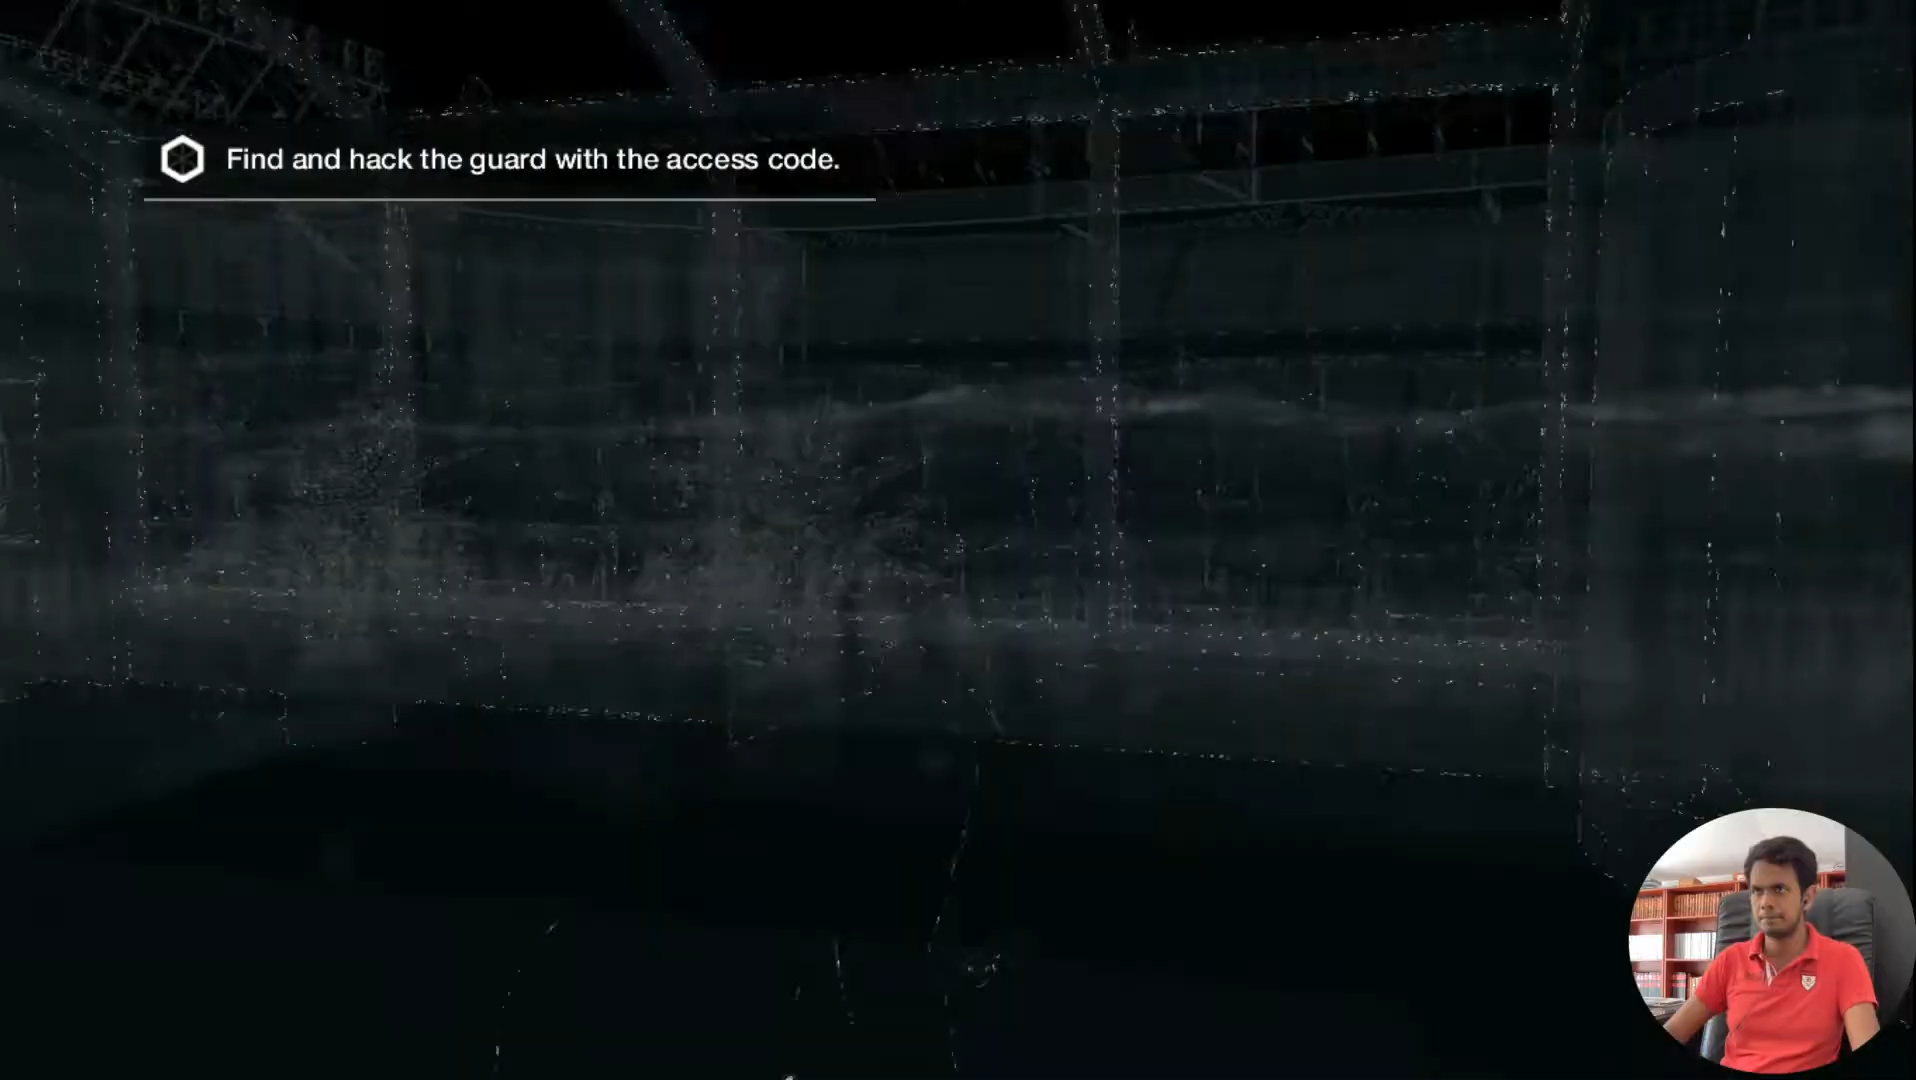 Find and hack the guard with the access code.